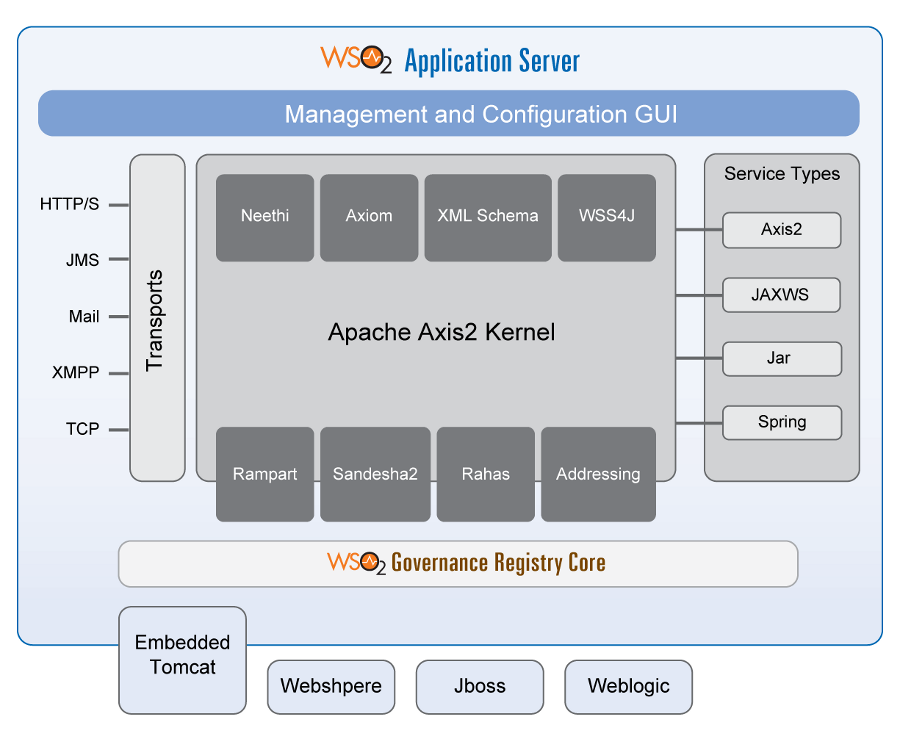 WSO2 Application Server
Management and Configuration GUI
HTTP/S
JMS
Mail
XMPP
TCP
Transports
Neethi
Axiom
XML Schema
WSS4J
Apache Axis2 Kernel
Rampart
Sandesha2
Rahas
Addressing
Service Types
Axis2
JAXWS
Jar
Spring
WSO2 Governance Registry Core
Embedded
Tomcat
Webshpere
Jboss
Weblogic